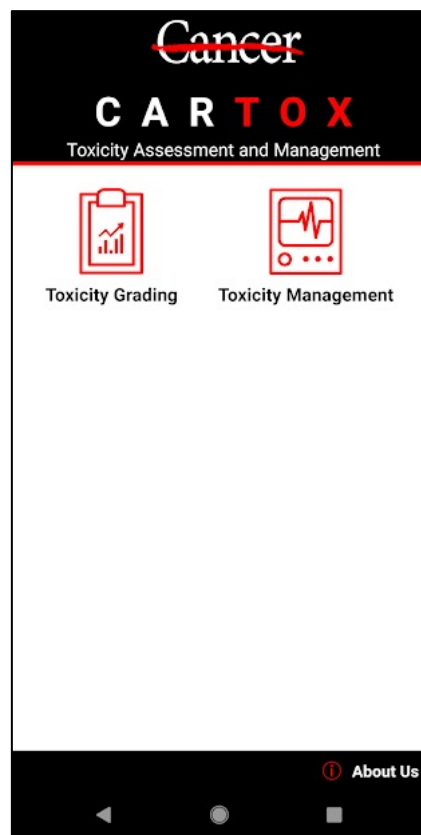 Cancer
CARTOX
Toxicity Assessment and Management
Toxicity Grading
Toxicity Management
About Us